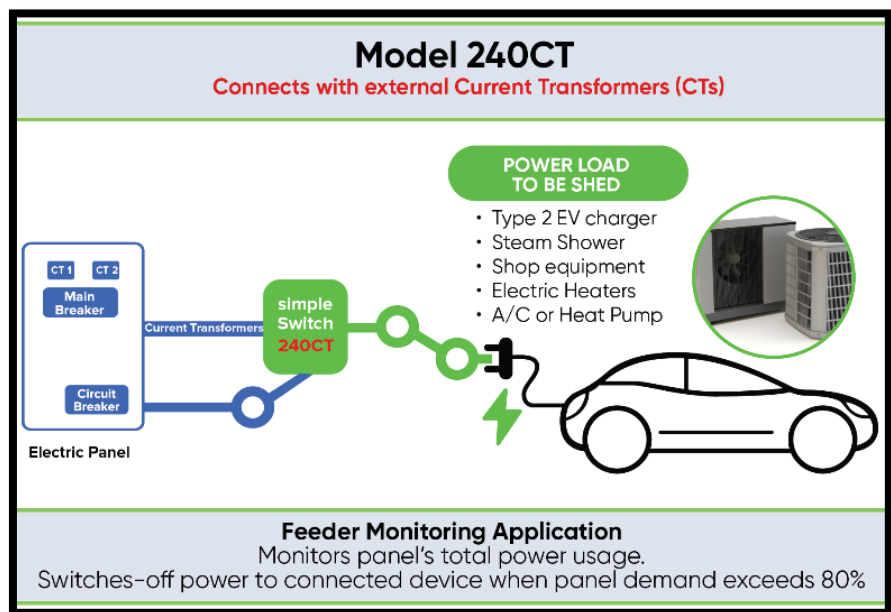 Model 240CT
Connects with external Current Transformers (CTs)
POWER LOAD
TO BE SHED
• Type 2 EV charger
• Steam Shower
• Shop equipment
• Electric Heaters
• A/C or Heat Pump
CT 1
CT 2
Main
Breaker
Current Transformers
simple
Switch
240CT
Circuit
Breaker
Electric Panel
Feeder Monitoring Application
Monitors panel's total power usage.
Switches-off power to connected device when panel demand exceeds 80%